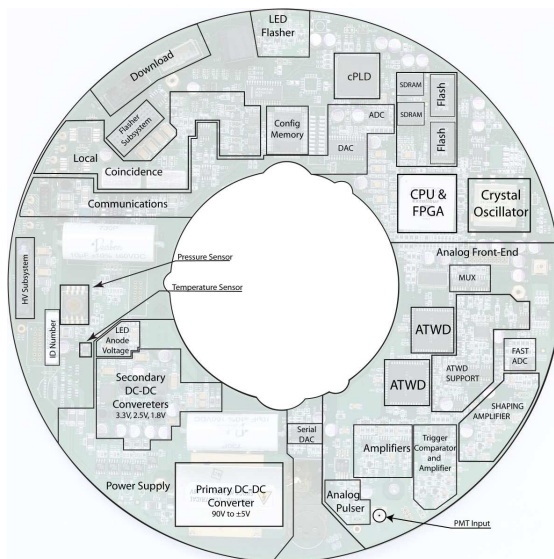 LED
Flasher
Download
cPLD
SDRAM
Flash
Flasher
Subsystem
Config
Memory
ADC
SDRAM
Flash
DAC
Local
Coincidence
Communications
CPU &
FPGA
Crystal
Oscillator
Analog Front-End
Pressure Sensor
MUX
HV Subsystem
Temperature Sensor
ID Number
LED
Anode
Voltage
ATWD
FAST
ADC
Secondary
DC-DC
Convereters
3.3V, 2.5V, 1.8V
ATWD
ATWD
SUPPORT
SHAPING
AMPLIFIER
Serial
DAC
Amplifiers
Trigger
Comparator
and
Amplifier
Power Supply
Primary DC-DC
Converter
90V to ±5V
Analog
Pulser
PMT Input